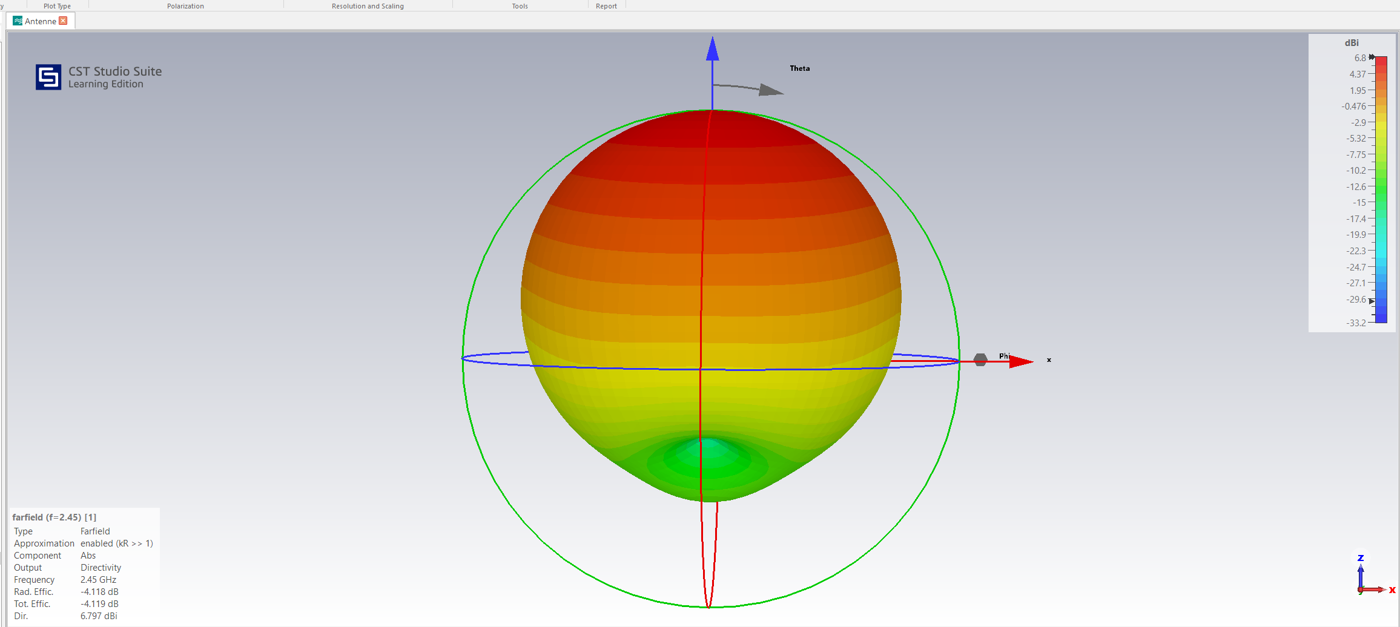 y Plot Type Polarization Resolution and Scaling Tools Report
Antenne
CST Studio Suite
Learning Edition
Theta
Phi
x
dBi
6.8
4.37
1.95
-0.476
-2.9
-5.32
-7.75
-10.2
-12.6
-15
-17.4
-19.9
-22.3
-24.7
-27.1
-29.6
-33.2
farfield (f=2.45) [1]
Type Farfield
Approximation enabled (kR >> 1)
Component Abs
Output Directivity
Frequency 2.45 GHz
Rad. Effic. -4.118 dB
Tot. Effic. -4.119 dB
Dir. 6.797 dBi
z
y
x